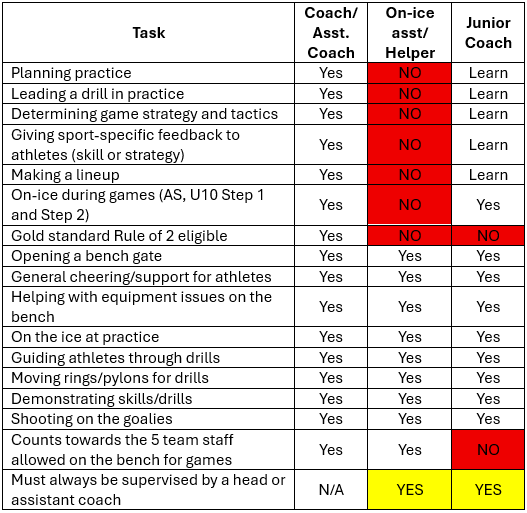 Task Coach/ Asst. Coach On-ice asst/ Helper Junior Coach
Planning practice Yes NO Learn
Leading a drill in practice Yes NO Learn
Determining game strategy and tactics Yes NO Learn
Giving sport-specific feedback to
athletes (skill or strategy) Yes NO Learn
Making a lineup Yes NO Learn
On-ice during games (AS, U10 Step 1
and Step 2) Yes NO Yes
Gold standard Rule of 2 eligible Yes NO NO
Opening a bench gate Yes Yes Yes
General cheering/support for athletes Yes Yes Yes
Helping with equipment issues on the
bench Yes Yes Yes
On the ice at practice Yes Yes Yes
Guiding athletes through drills Yes Yes Yes
Moving rings/pylons for drills Yes Yes Yes
Demonstrating skills/drills Yes Yes Yes
Shooting on the goalies Yes Yes Yes
Counts towards the 5 team staff
allowed on the bench for games Yes Yes NO
Must always be supervised by a head or
assistant coach N/A YES YES